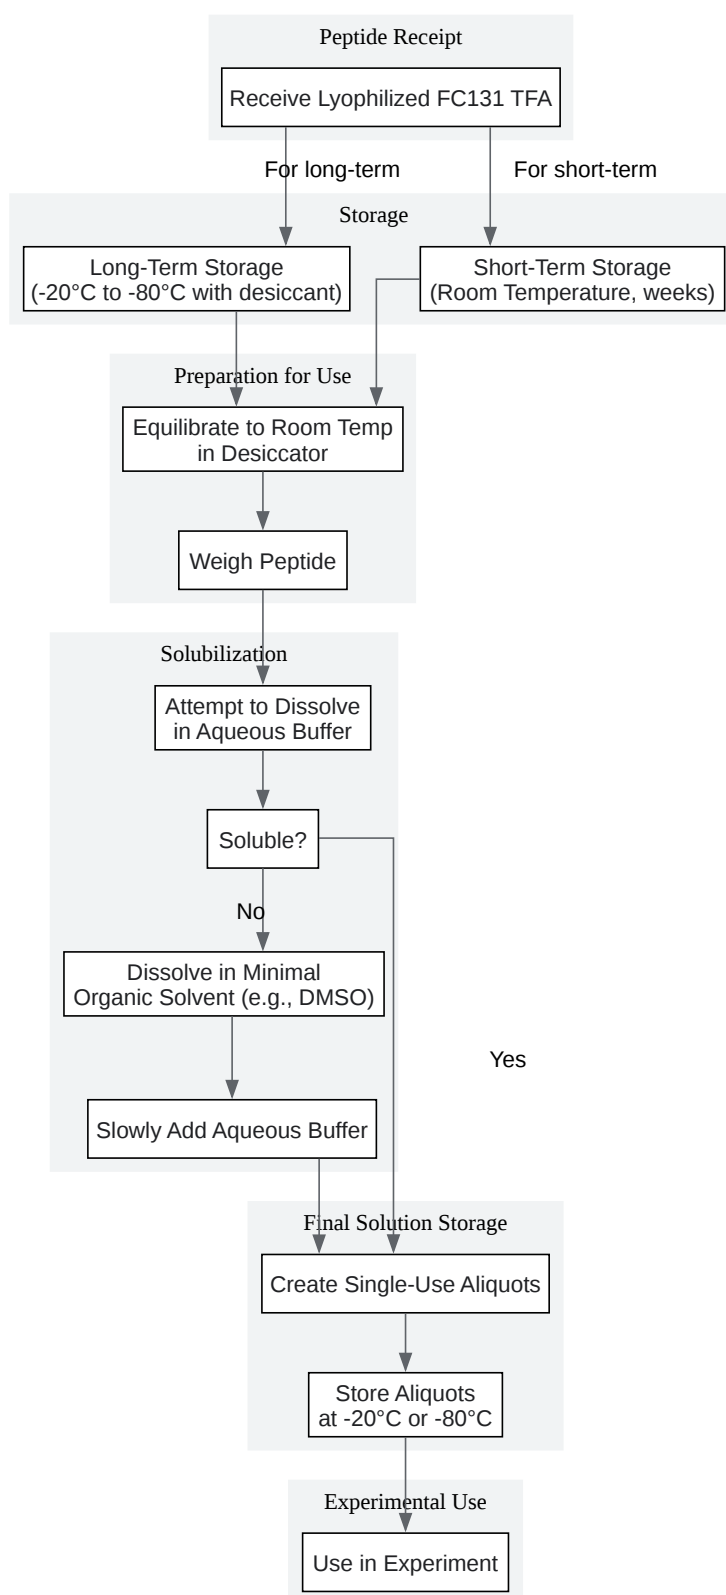 Peptide Receipt
Receive Lyophilized FC131 TFA
For long-term
For short-term
Storage
Long-Term Storage
(-20°C to -80°C with desiccant)
Short-Term Storage
(Room Temperature, weeks)
Preparation for Use
Equilibrate to Room Temp
in Desiccator
Weigh Peptide
Solubilization
Attempt to Dissolve
in Aqueous Buffer
Soluble?
No
Dissolve in Minimal
Organic Solvent (e.g., DMSO)
Yes
Slowly Add Aqueous Buffer
Final Solution Storage
Create Single-Use Aliquots
Store Aliquots
at -20°C or -80°C
Experimental Use
Use in Experiment